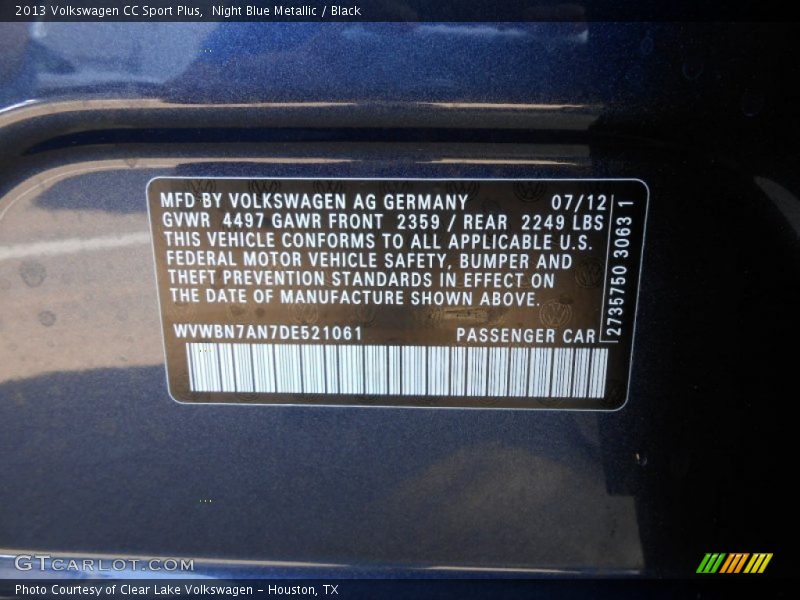 2013 Volkswagen CC Sport Plus,  Night Blue Metallic / Black
MFD BY VOLKSWAGEN AG GERMANY 07/12
GVWR 4497 GAWR FRONT 2359 / REAR 2249 LBS
THIS VEHICLE CONFORMS TO ALL APPLICABLE U.S.
FEDERAL MOTOR VEHICLE SAFETY, BUMPER AND
THEFT PREVENTION STANDARDS IN EFFECT ON
THE DATE OF MANUFACTURE SHOWN ABOVE.
WVWBN7AN7DE521061 PASSENGER CAR
2735750 3063 1
GTcarlot.com
Photo Courtesy of Clear Lake Volkswagen - Houston, TX